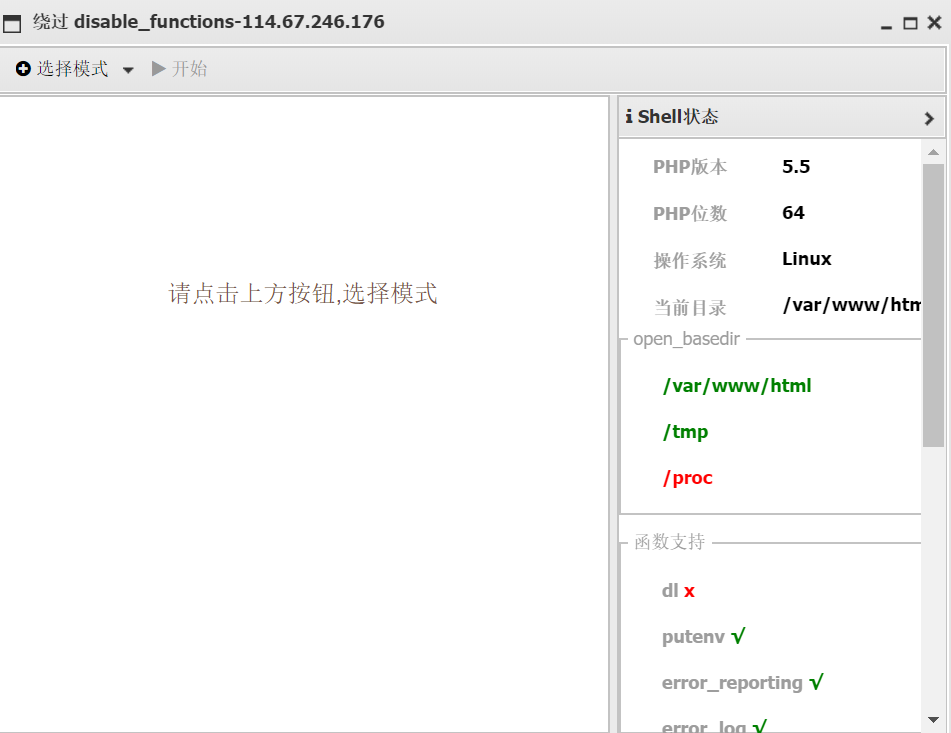 绕过 disable_functions-114.67.246.176
选择模式 开始
请点击上方按钮,选择模式
Shell状态
PHP版本 5.5
PHP位数 64
操作系统 Linux
当前目录 /var/www/htm
open_basedir
/var/www/html
/tmp
/proc
函数支持
dl x
putenv √
error_reporting √
error_log √